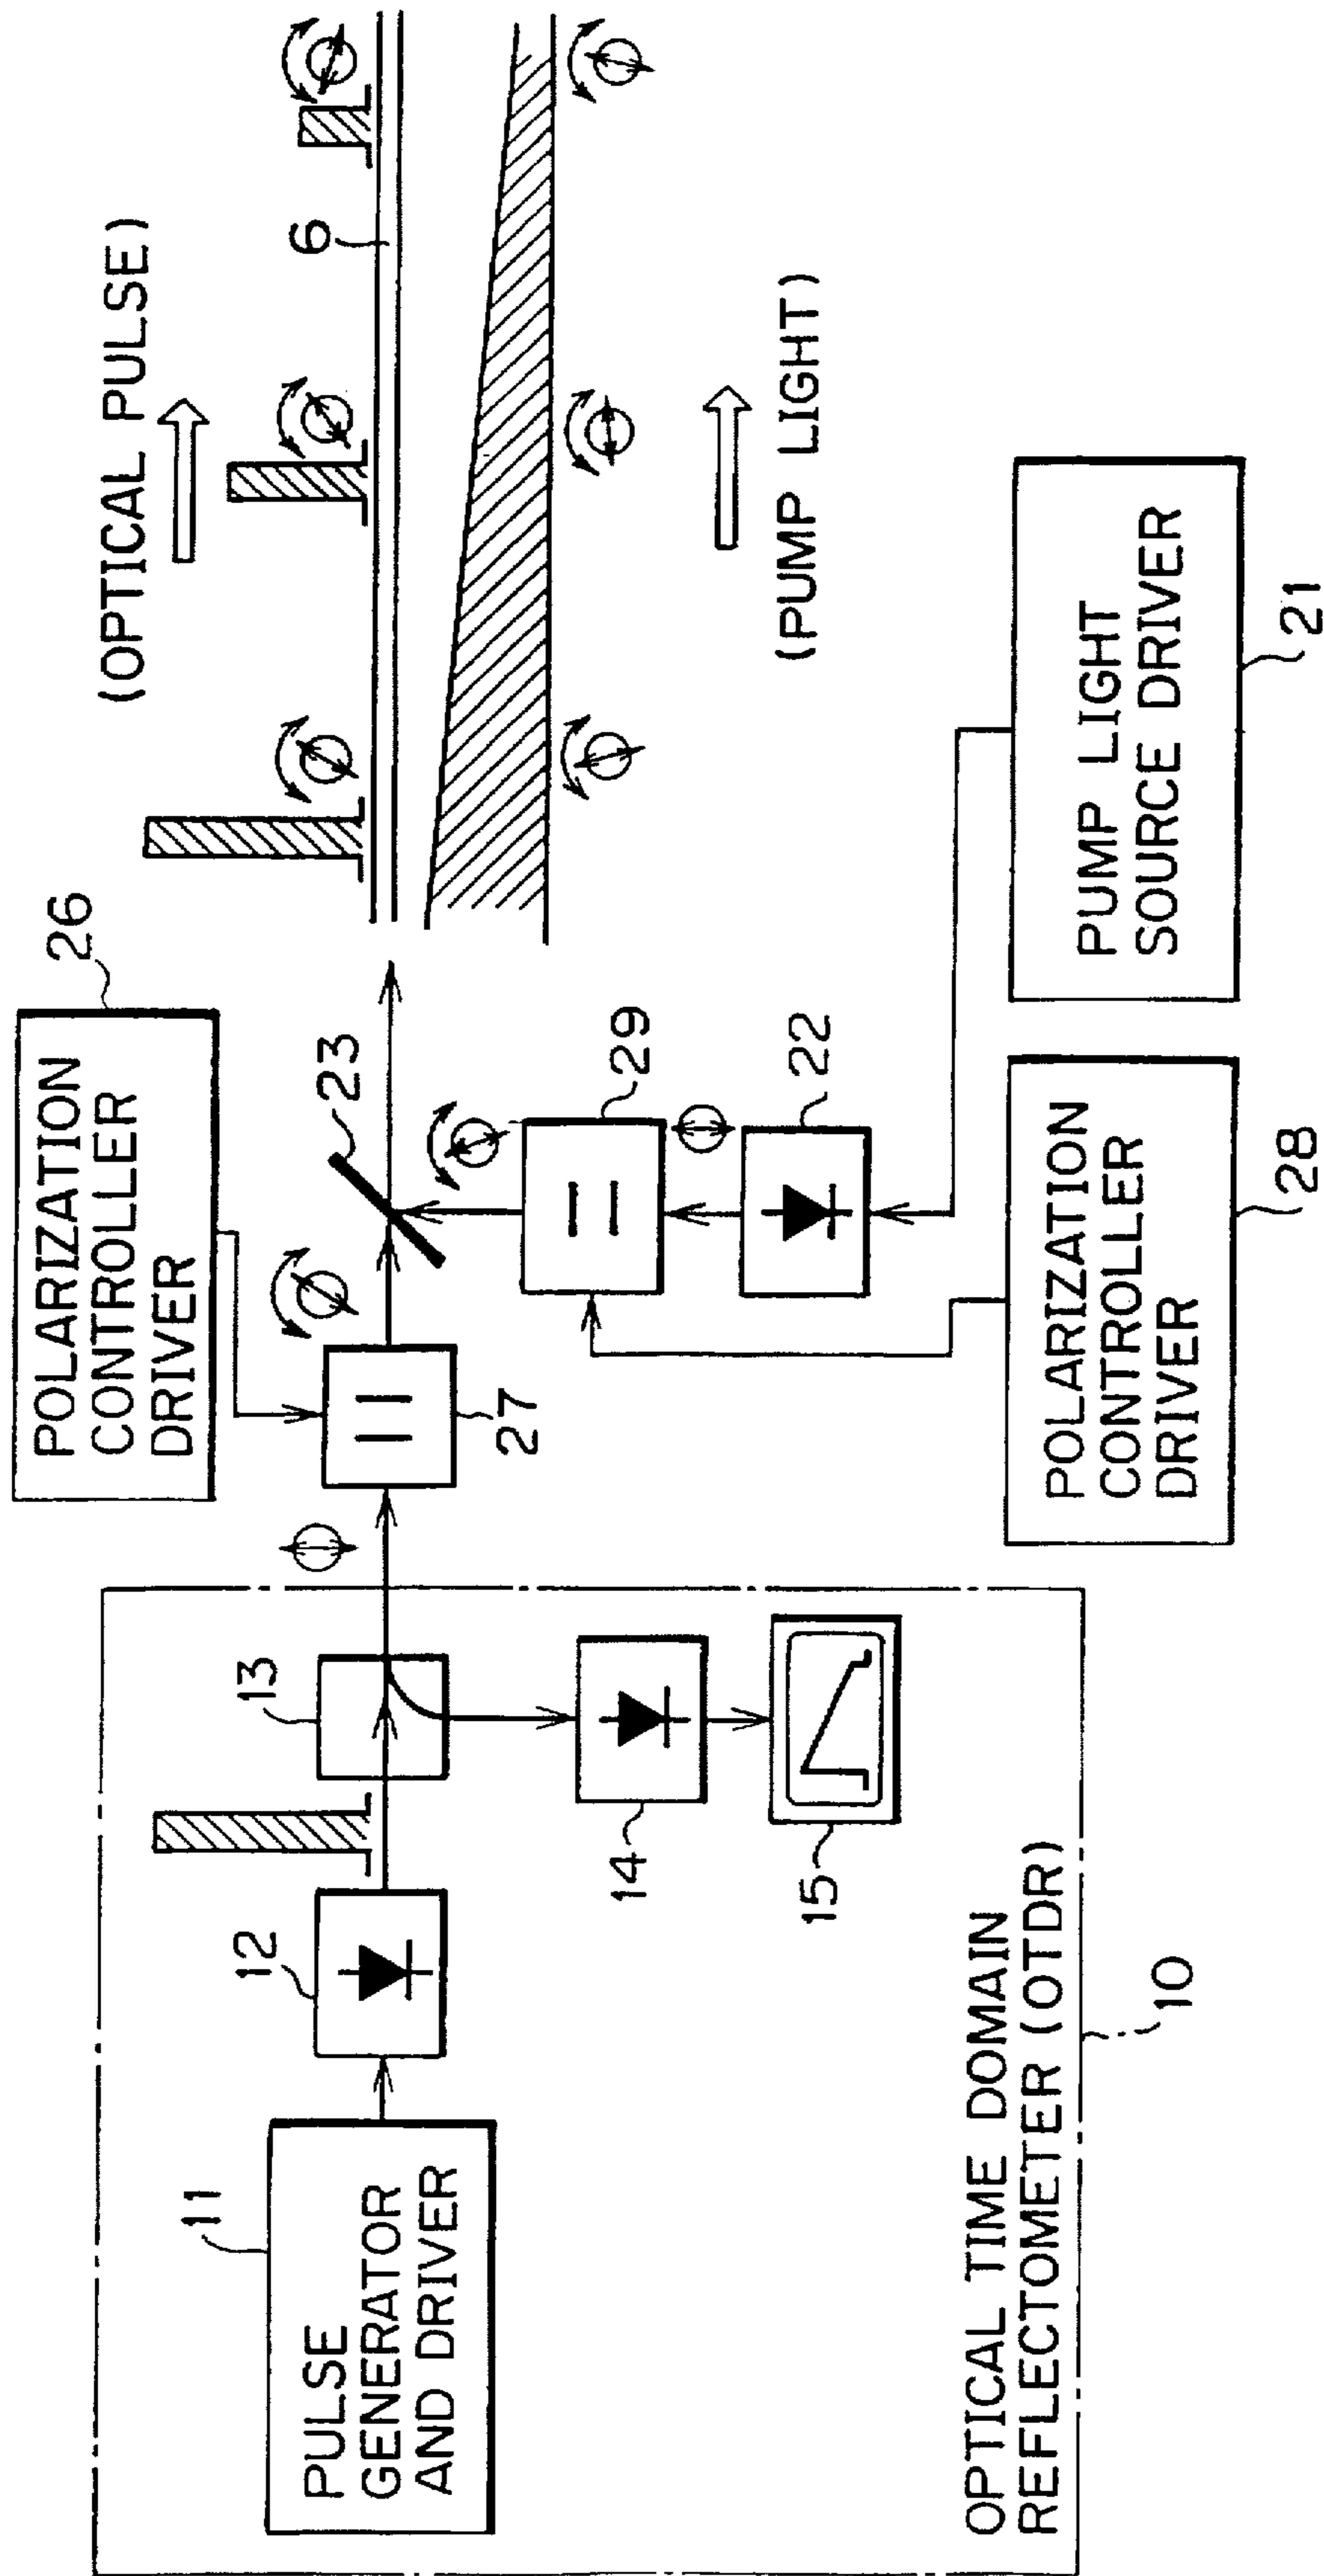 (OPTICAL PULSE)
6
(PUMP LIGHT)
POLARIZATION
CONTROLLER
DRIVER
26
23
27
29
22
PUMP LIGHT
SOURCE DRIVER
21
POLARIZATION
CONTROLLER
DRIVER
28
11
PULSE
GENERATOR
AND DRIVER
12
13
14
15
OPTICAL TIME DOMAIN
REFLECTOMETER (OTDR)
10